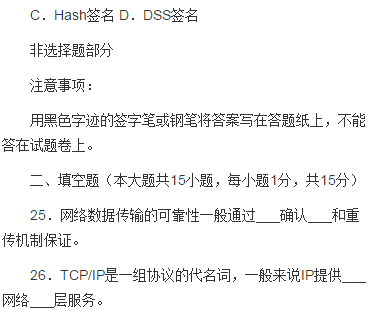 C．Hash签名 D．DSS签名
非选择题部分
注意事项：
用黑色字迹的签字笔或钢笔将答案写在答题纸上，不能
答在试题卷上。
二、填空题（本大题共15小题，每小题1分，共15分）
25．网络数据传输的可靠性一般通过___确认___和重
传机制保证。
26．TCP/IP是一组协议的代名词，一般来说IP提供___
网络___层服务。